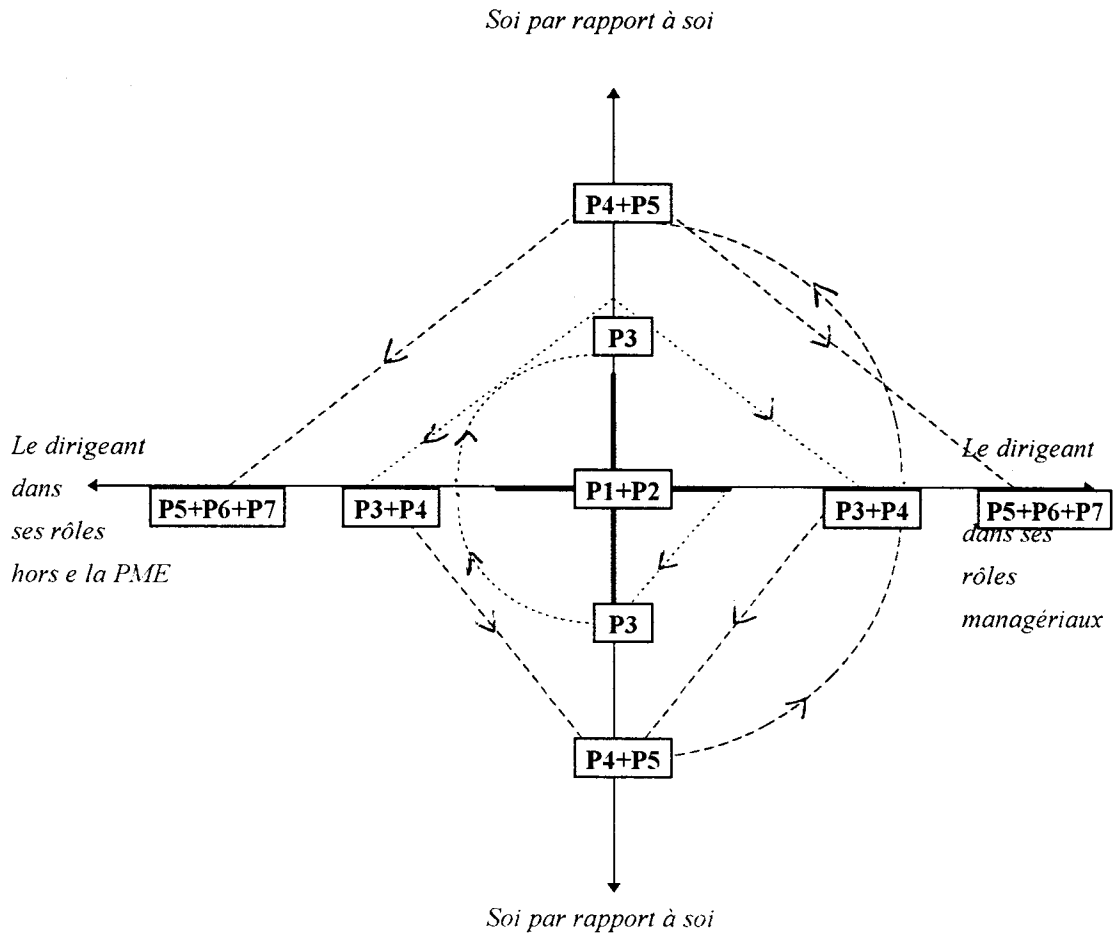 Soi par rapport à soi
P4+P5
P3
Le dirigeant
dans
ses rôles
hors e la PME
P5+P6+P7
P3+P4
P1+P2
P3+P4
P5+P6+P7
Le dirigeant
dans ses
rôles
managériaux
P3
P4+P5
Soi par rapport à soi